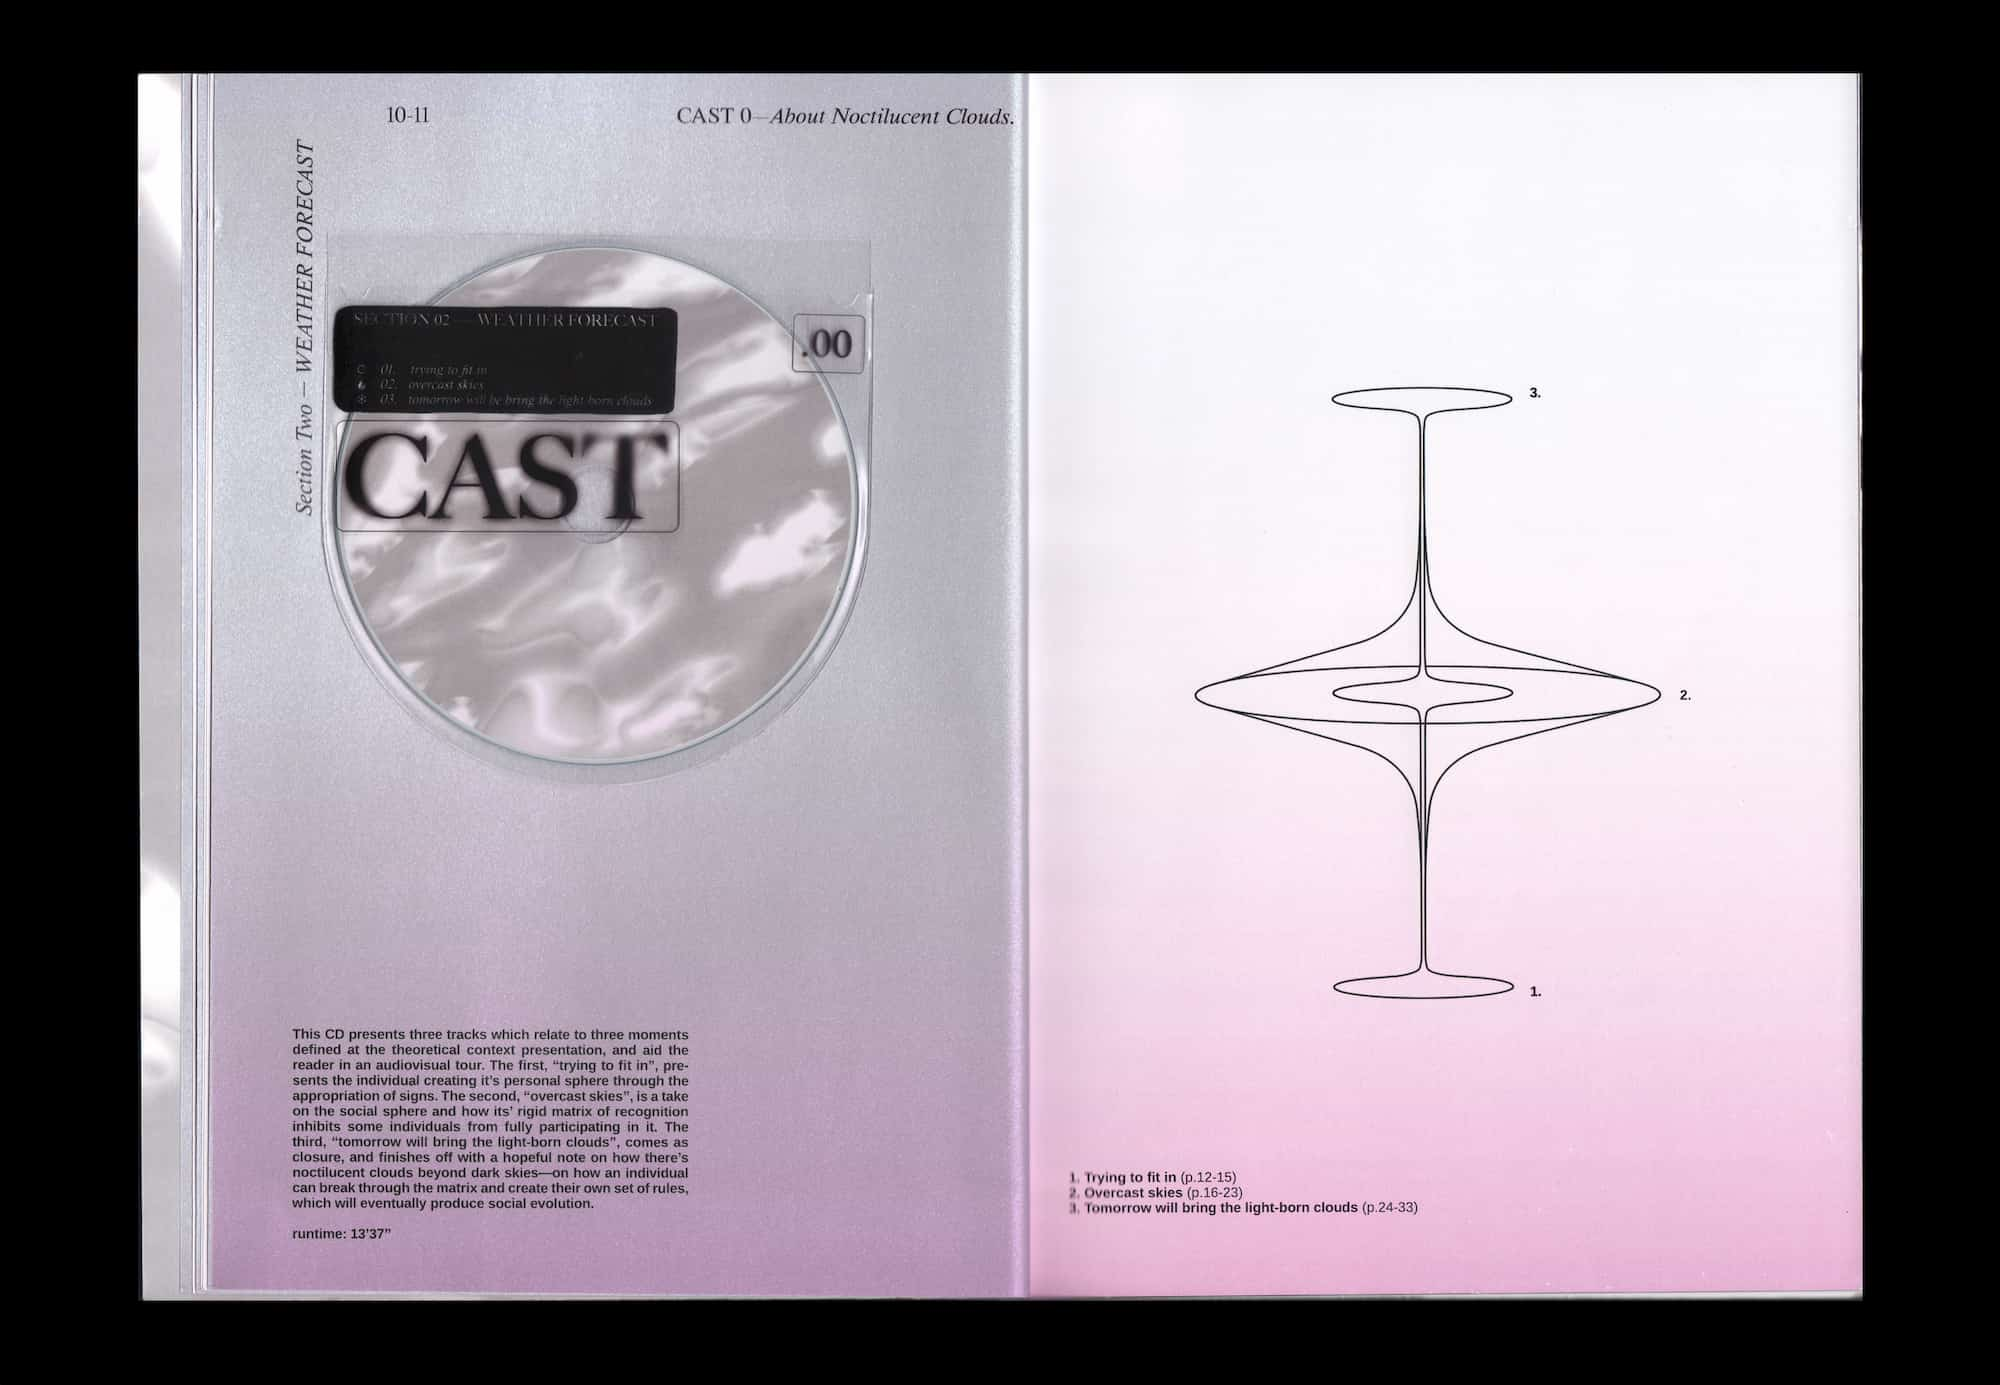 10-11
CAST 0—About Noctilucent Clouds.
Section Two — WEATHER FORECAST
SECTION 02 — WEATHER FORECAST
01. trying to fit in
02. overcast skies
03. tomorrow will be bring the light-born clouds
.00
CAST
This CD presents three tracks which relate to three moments
defined at the theoretical context presentation, and aid the
reader in an audiovisual tour. The first, “trying to fit in”, pre-
sents the individual creating it’s personal sphere through the
appropriation of signs. The second, “overcast skies”, is a take
on the social sphere and how its’ rigid matrix of recognition
inhibits some individuals from fully participating in it. The
third, “tomorrow will bring the light-born clouds”, comes as
closure, and finishes off with a hopeful note on how there’s
noctilucent clouds beyond dark skies—on how an individual
can break through the matrix and create their own set of rules,
which will eventually produce social evolution.
runtime: 13’37”
3.
2.
1.
1. Trying to fit in (p.12-15)
2. Overcast skies (p.16-23)
3. Tomorrow will bring the light-born clouds (p.24-33)